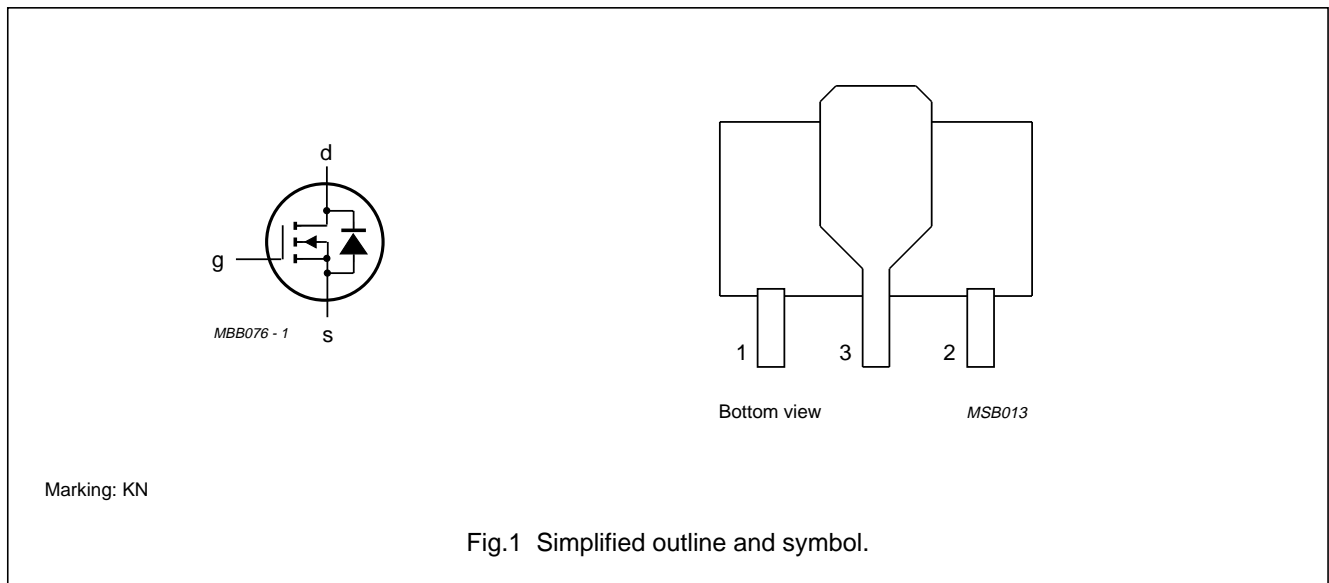 d
g
MBB076 - 1
s
1
3
2
Bottom view
MSB013
Marking: KN
Fig.1 Simplified outline and symbol.